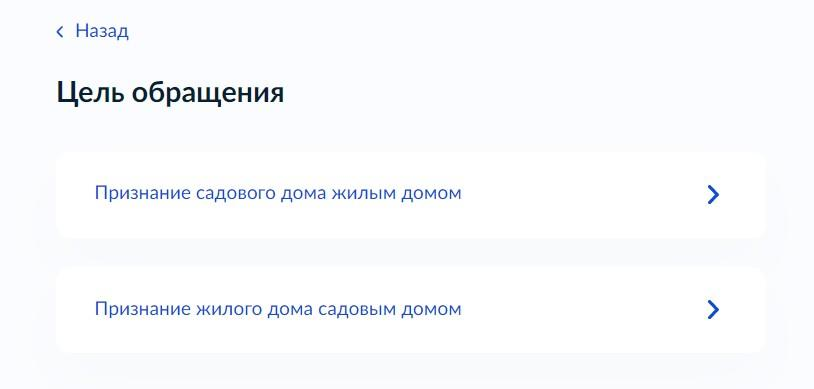 Назад
Цель обращения
Признание садового дома жилым домом
Признание жилого дома садовым домом